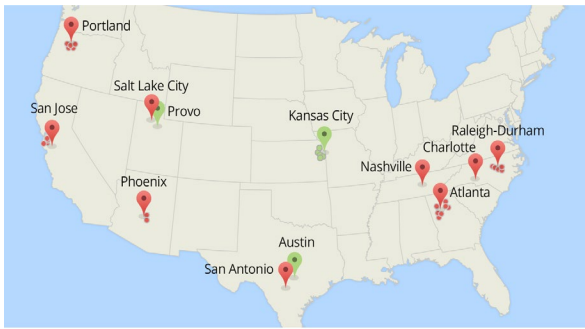 Portland
Salt Lake City
Provo
San Jose
Kansas City
Raleigh-Durham
Charlotte
Nashville
Phoenix
Atlanta
Austin
San Antonio